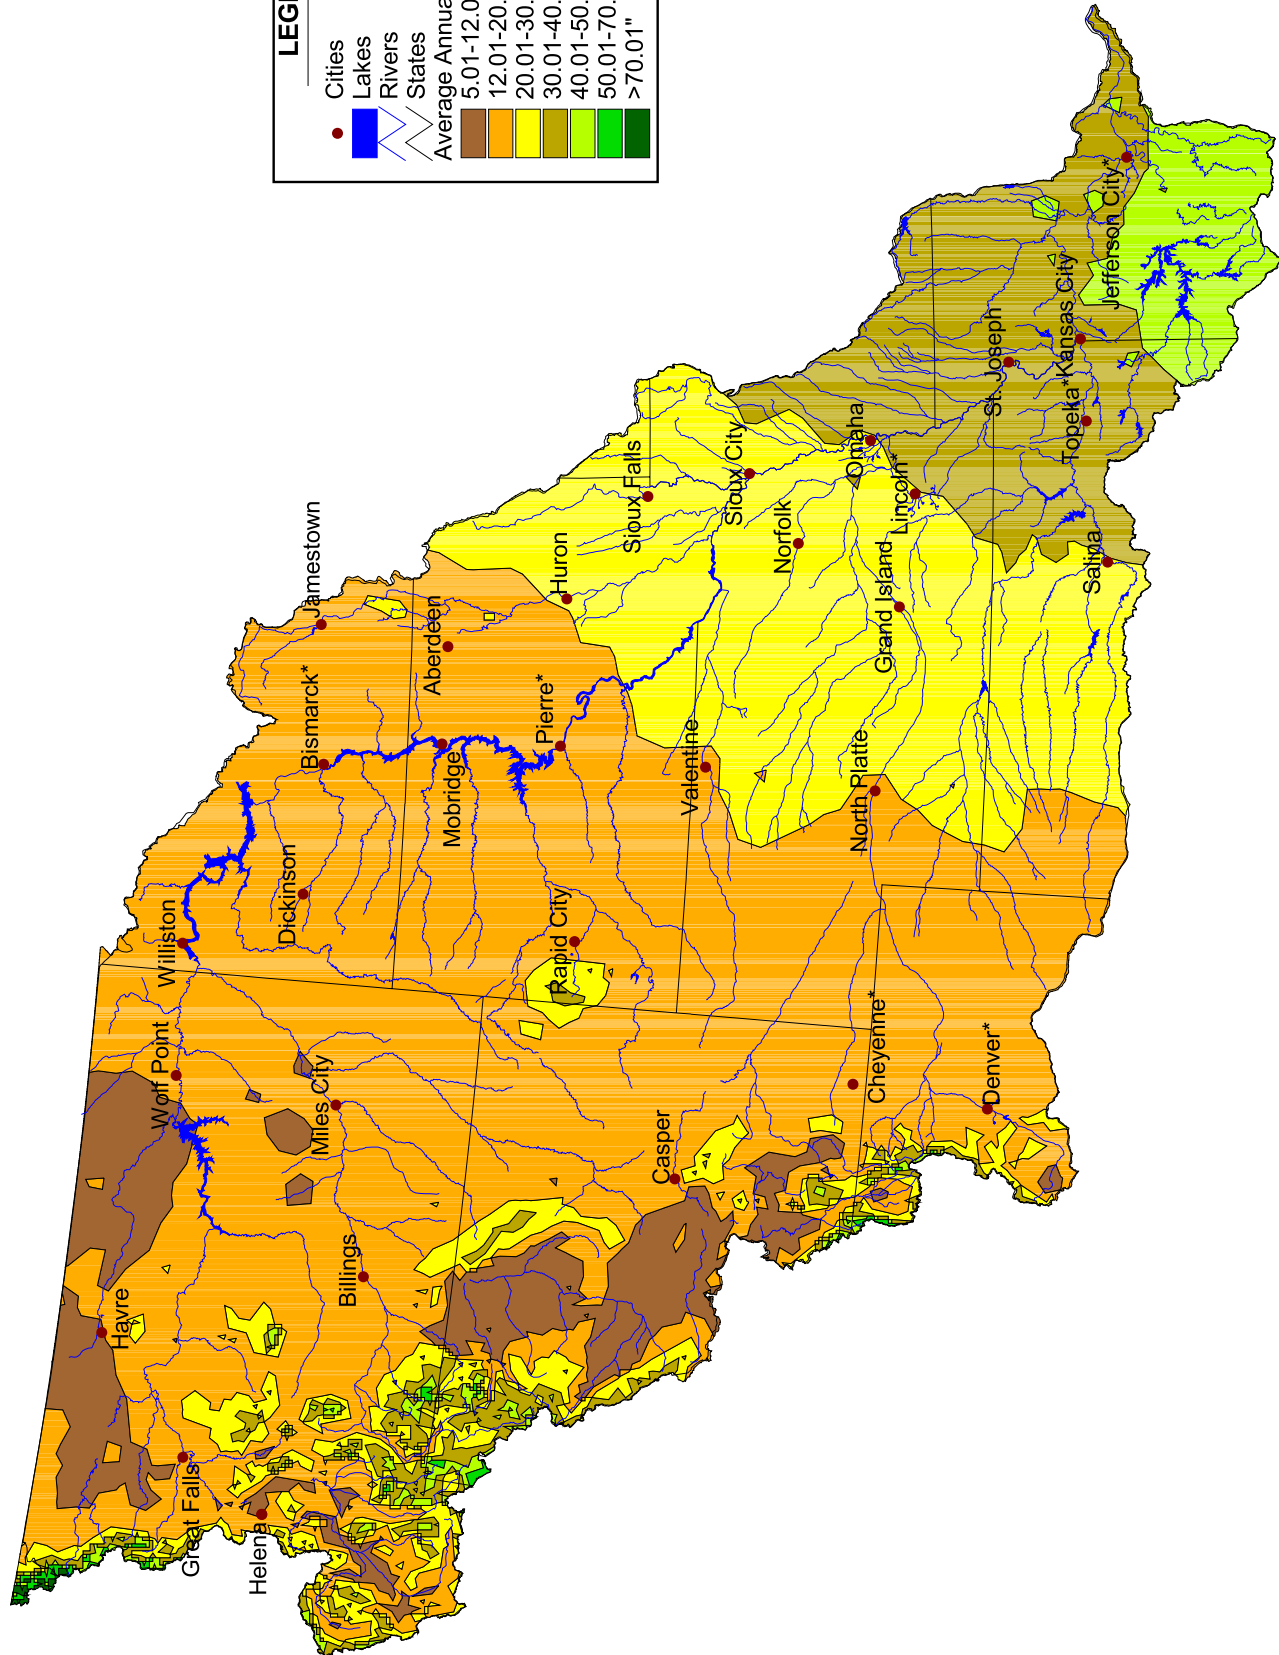 LEG
Cities
Lakes
Rivers
States
Average Annua
5.01-12.0
12.01-20.
20.01-30.
30.01-40.
40.01-50.
50.01-70.
>70.01"
Jamestown
Bismarck*
Williston
Dickinson
Wolf Point
Havre
Great Falls
Helena
Miles City
Billings
Aberdeen
Mobridge
Huron
Pierre*
Rapid City
Sioux Falls
Sioux City
Valentine
Norfolk
Casper
Omaha
Lincoln*
Grand Island
North Platte
Cheyenne*
Denver*
St. Joseph
Topeka*
Kansas City
Jefferson City*
Salina